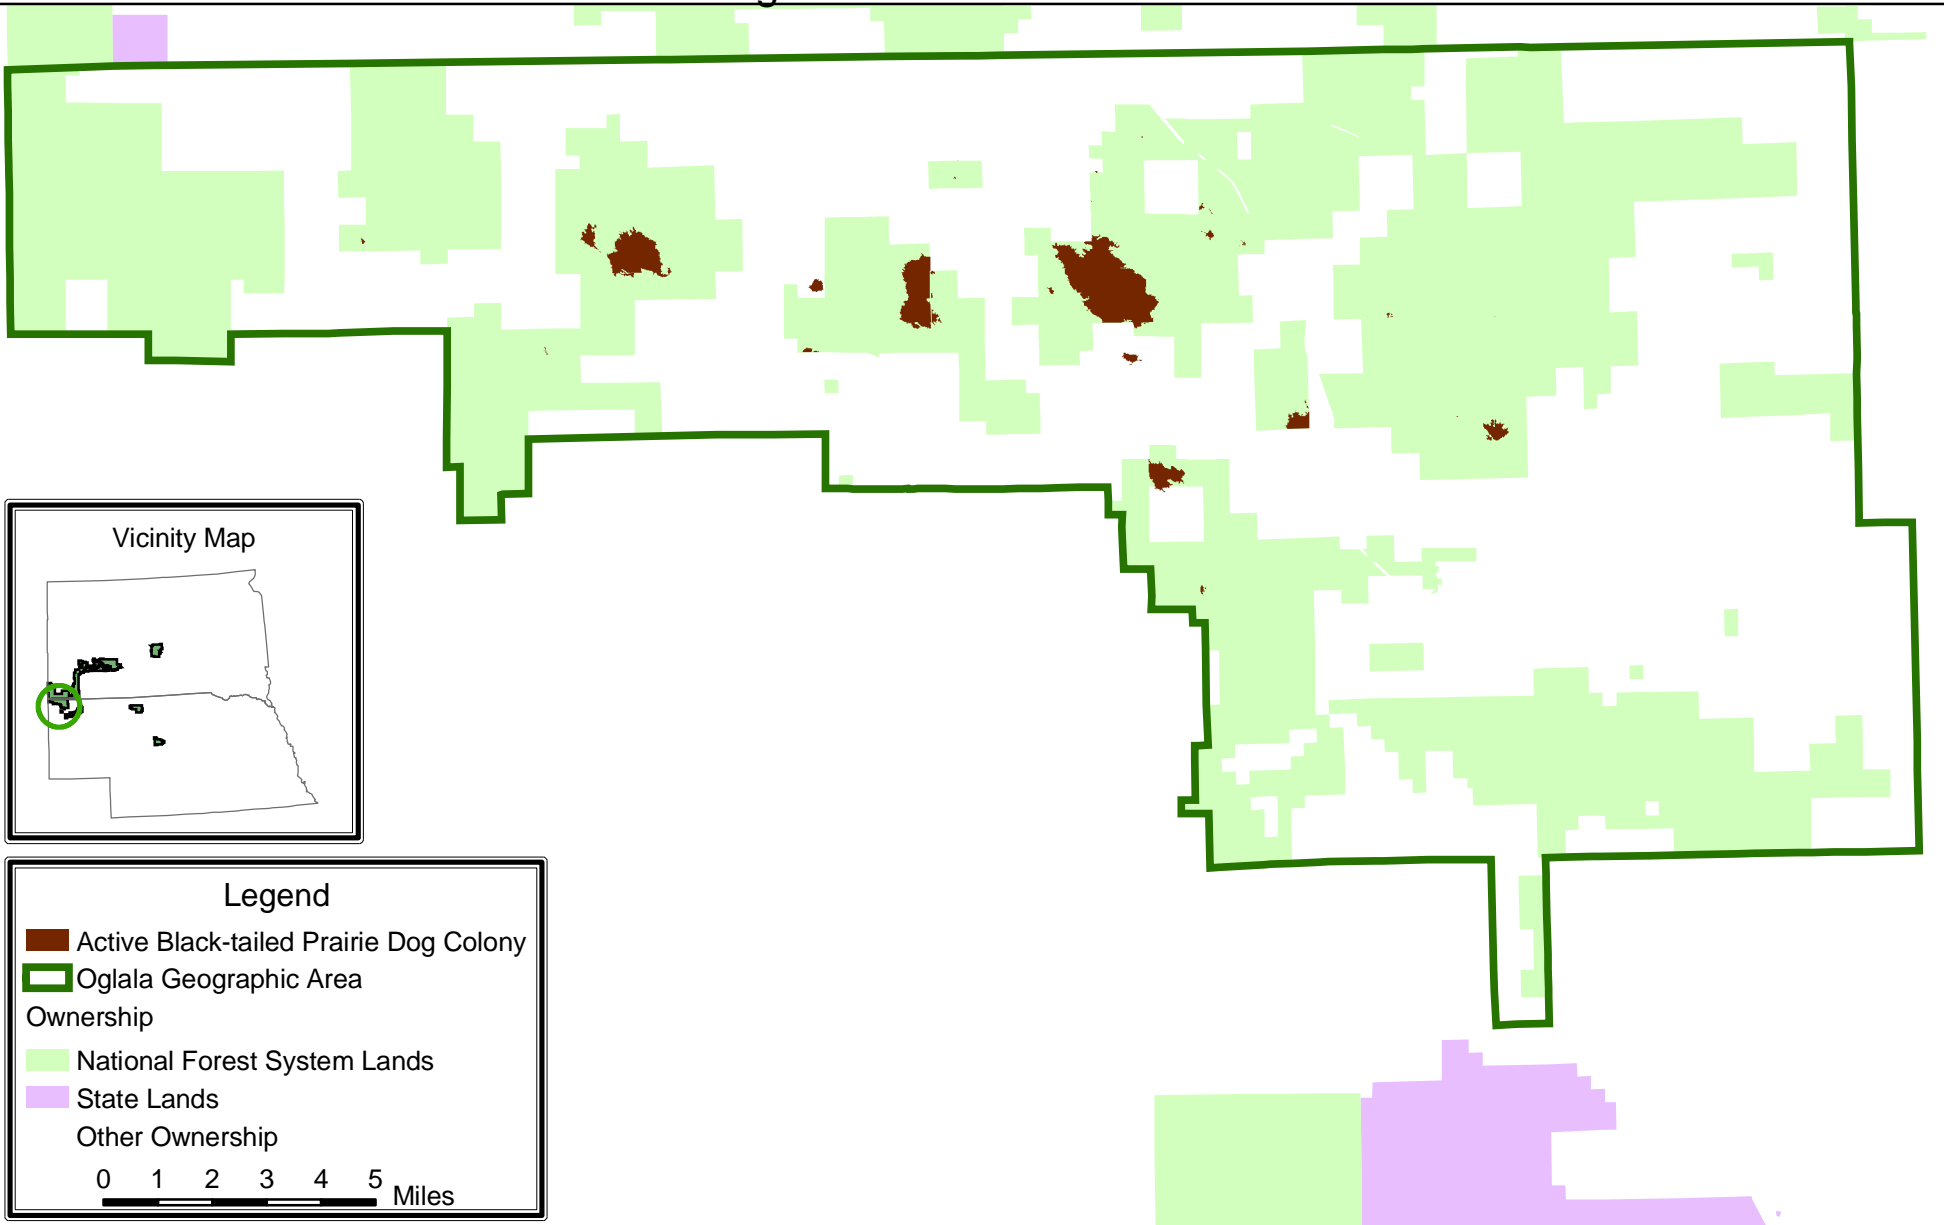 Vicinity Map
Legend
Active Black-tailed Prairie Dog Colony
Oglala Geographic Area
Ownership
National Forest System Lands
State Lands
Other Ownership
0 1 2 3 4 5 Miles